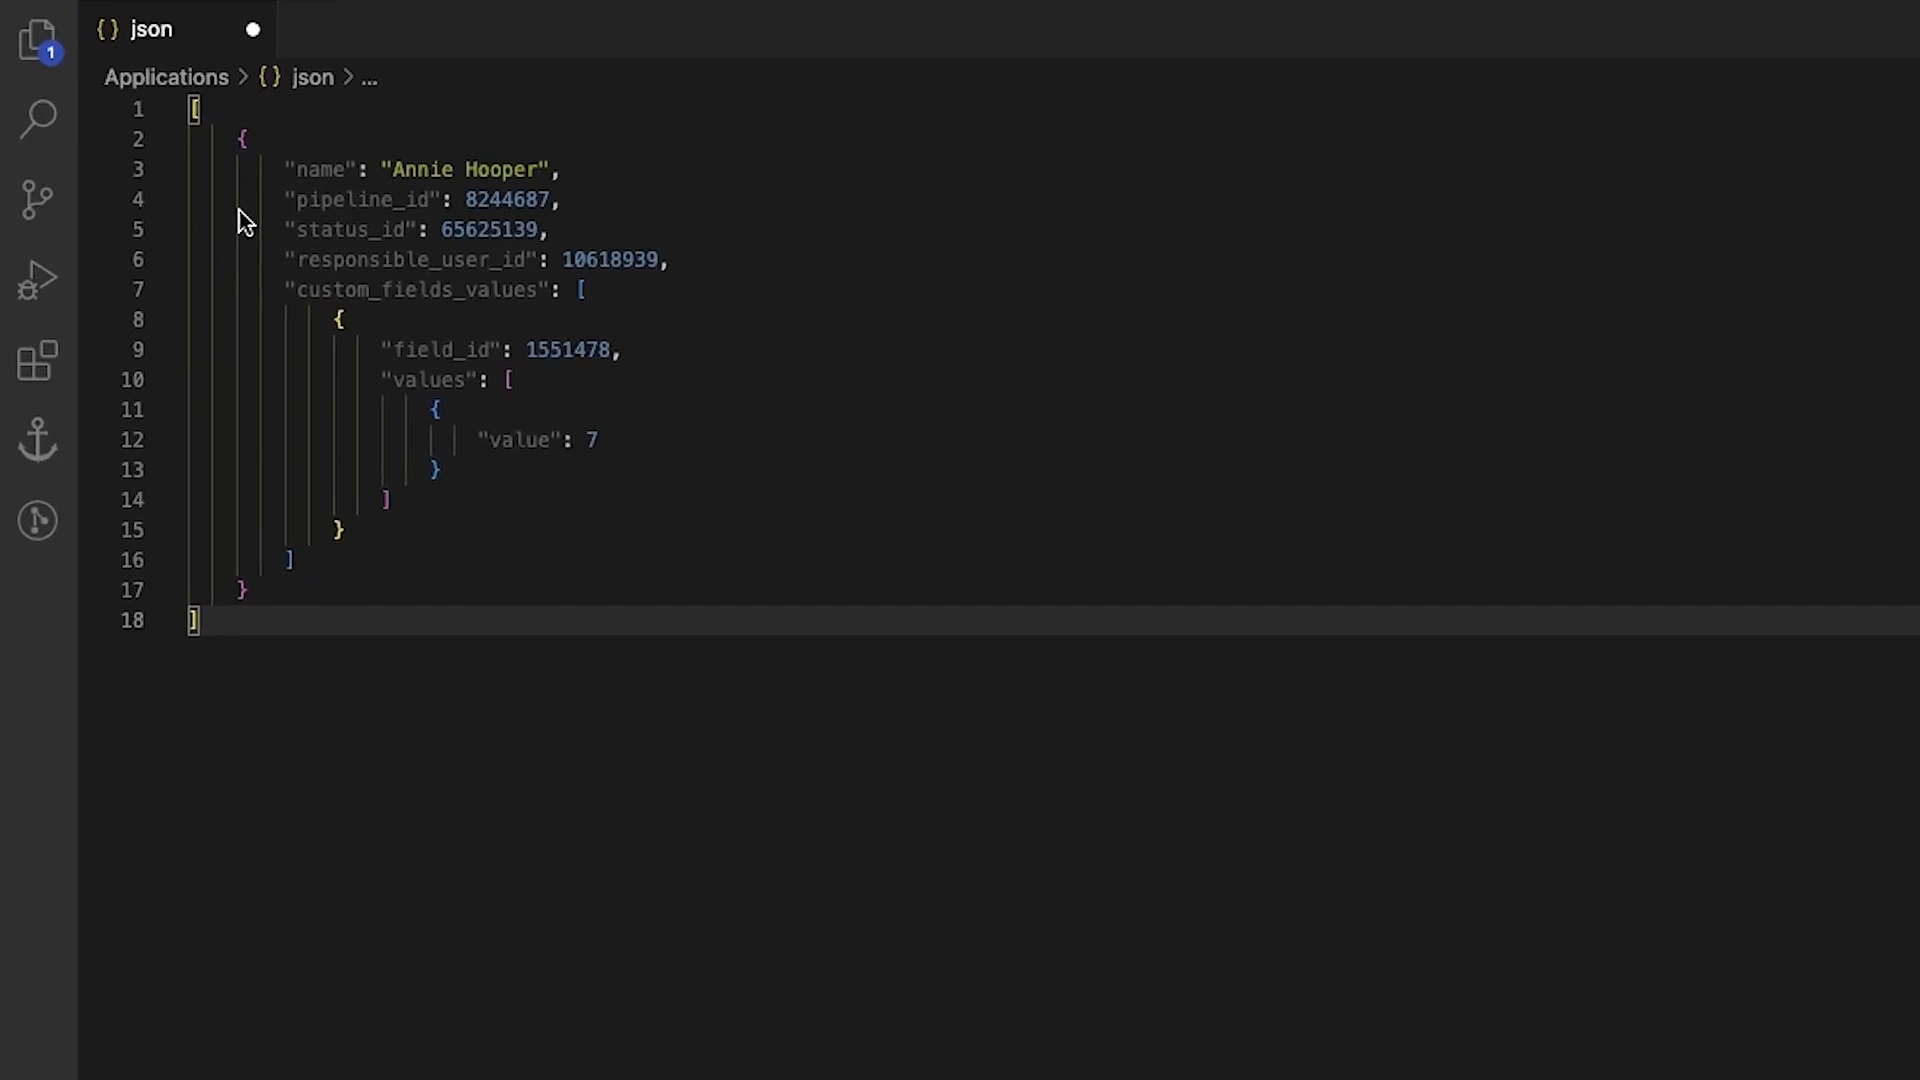 {} json
1
Applications > {} json > ...
1 [
2 {
3 "name": "Annie Hooper",
4 "pipeline_id": 8244687,
5 "status_id": 65625139,
6 "responsible_user_id": 10618939,
7 "custom_fields_values": [
8 {
9 "field_id": 1551478,
10 "values": [
11 {
12 "value": 7
13 }
14 ]
15 }
16 ]
17 }
18 ]